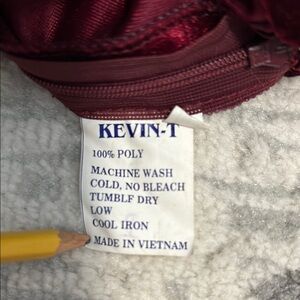 KEVIN-T
100% POLY
MACHINE WASH
COLD, NO BLEACH
TUMBLF DRY
LOW
COOL IRON
MADE IN VIETNAM